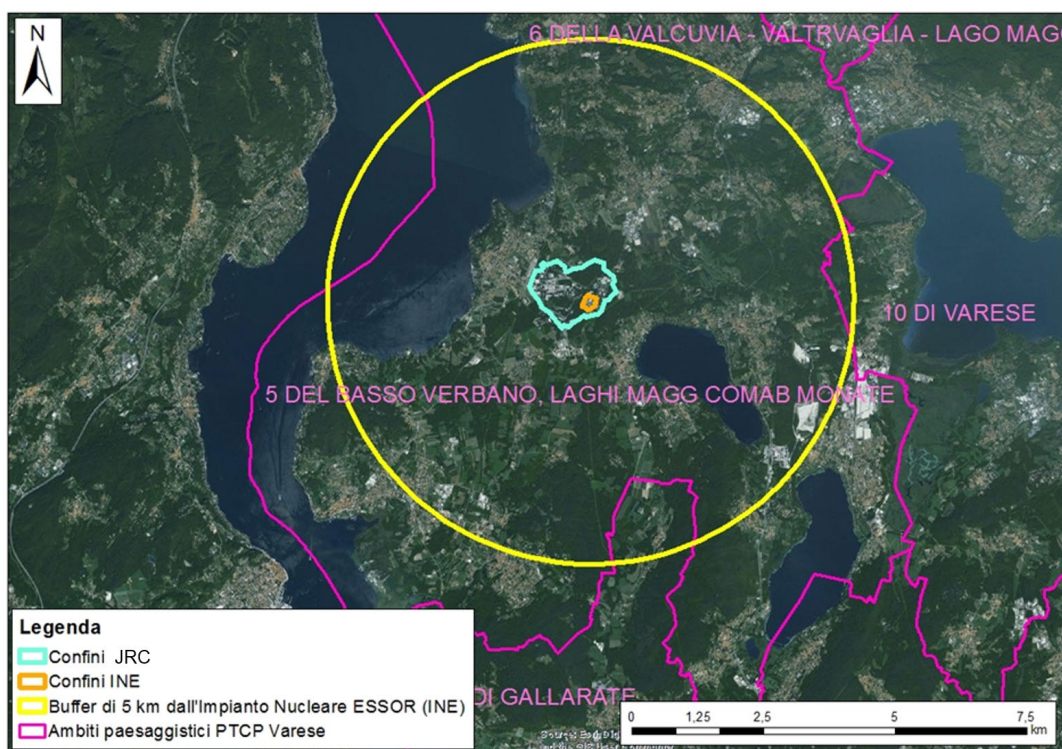 N
6 DELLA VALCUVIA - VALTRVAGLIA - LAGO MAGG
10 DI VARESE
5 DEL BASSO VERBANO, LAGHI MAGG COMAB MONATE
DI GALLARATE
Legenda
Confini JRC
Confini INE
Buffer di 5 km dall'Impianto Nucleare ESSOR (INE)
Ambiti paesaggistici PTCP Varese
0 1,25 2,5 5 7,5
km